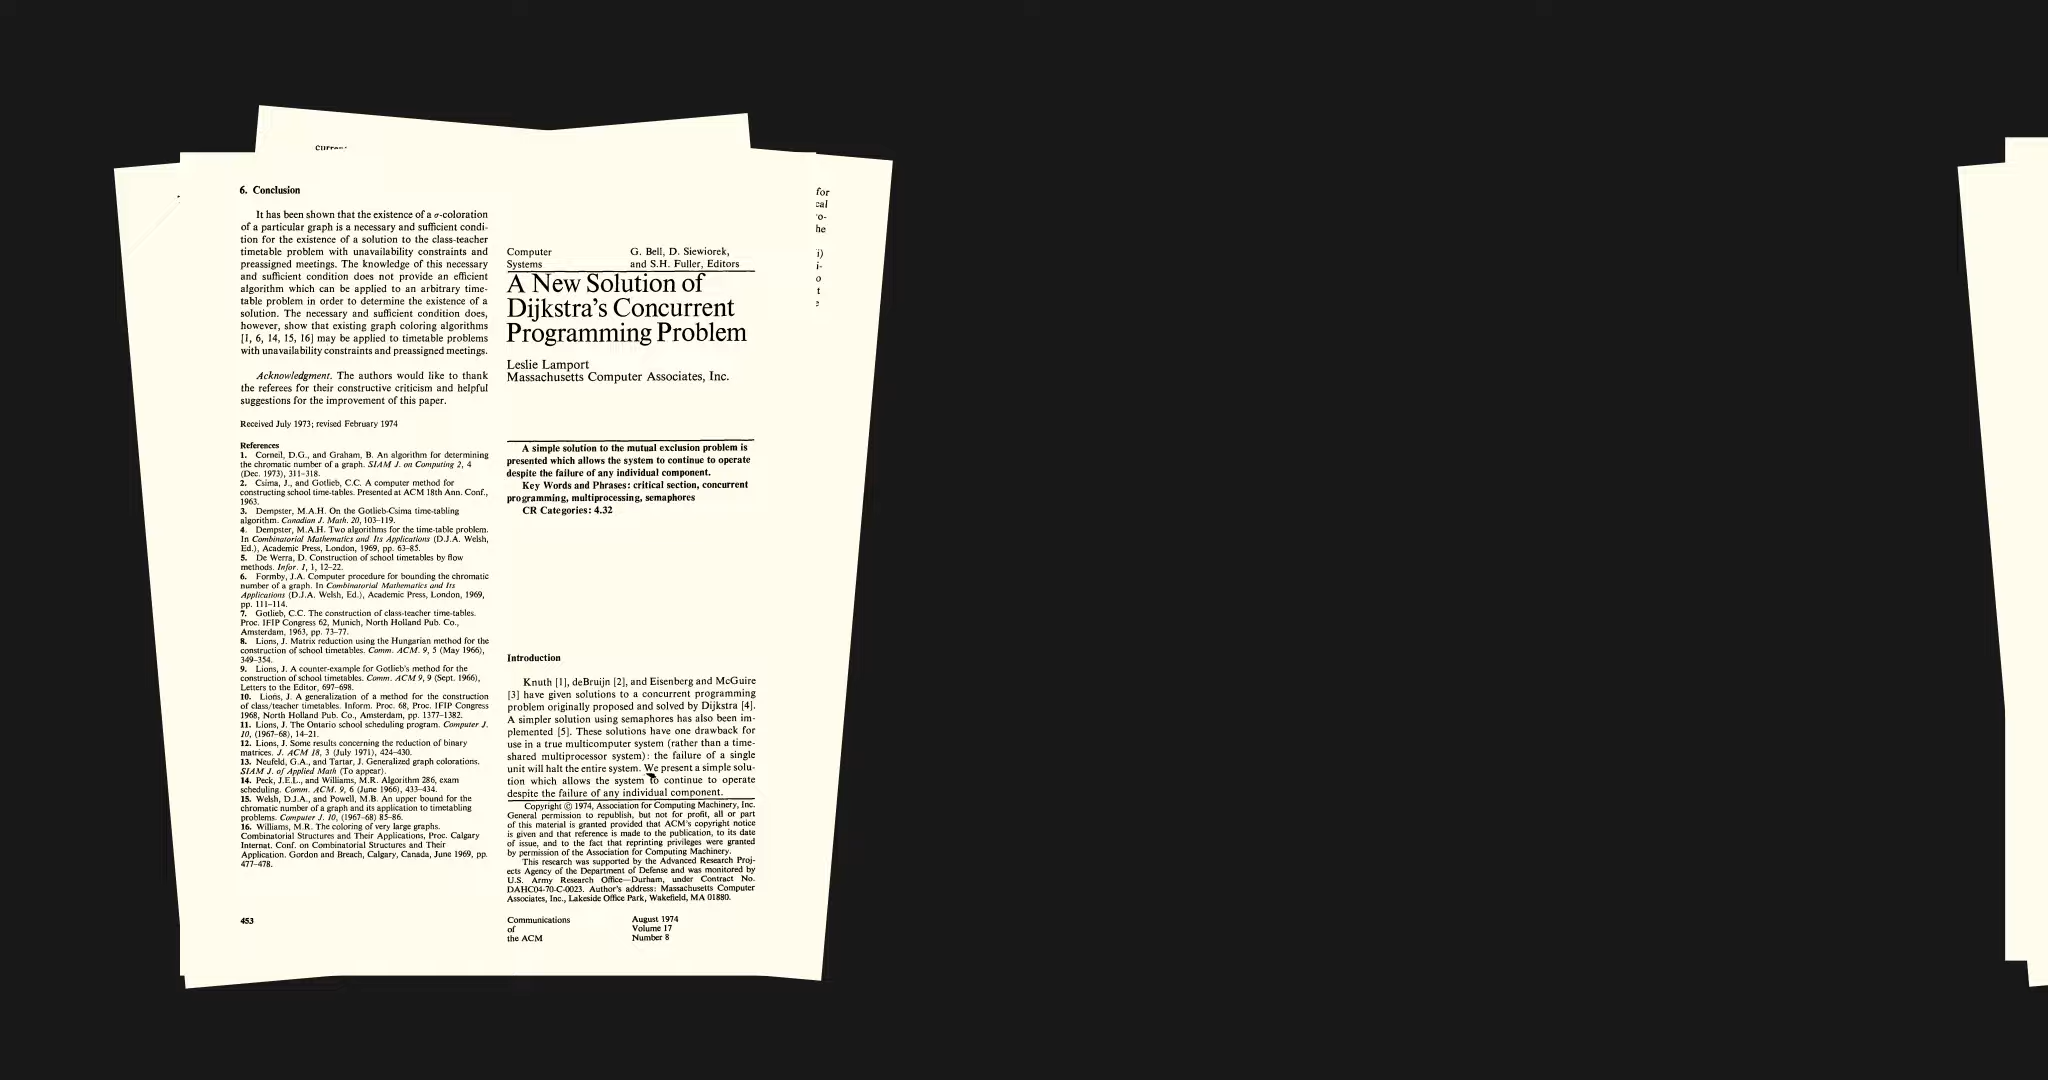 6. Conclusion
It has been shown that the existence of a σ-coloration
of a particular graph is a necessary and sufficient condi-
tion for the existence of a solution to the class-teacher
timetable problem with unavailability constraints and
preassigned meetings. The knowledge of this necessary
and sufficient condition does not provide an efficient
algorithm which can be applied to an arbitrary time-
table problem in order to determine the existence of a
solution. The necessary and sufficient condition does,
however, show that existing graph coloring algorithms
[1, 6, 14, 15, 16] may be applied to timetable problems
with unavailability constraints and preassigned meetings.
Acknowledgment. The authors would like to thank
the referees for their constructive criticism and helpful
suggestions for the improvement of this paper.
Received July 1973; revised February 1974
References
1. Corneil, D.G., and Graham, B. An algorithm for determining
the chromatic number of a graph. SIAM J. on Computing 2, 4
(Dec. 1973), 311–318.
2. Csima, J., and Gotlieb, C.C. A computer method for
constructing school time-tables. Presented at ACM 18th Ann. Conf.,
1963.
3. Dempster, M.A.H. On the Gotlieb-Csima time-tabling
algorithm. Canadian J. Math. 20, 103–119.
4. Dempster, M.A.H. Two algorithms for the time-table problem.
In Combinatorial Mathematics and Its Applications (D.J.A. Welsh,
Ed.), Academic Press, London, 1969, pp. 63–85.
5. De Werra, D. Construction of school timetables by flow
methods. Infor. 1, 1, 12–22.
6. Formby, J.A. Computer procedure for bounding the chromatic
number of a graph. In Combinatorial Mathematics and Its
Applications (D.J.A. Welsh, Ed.), Academic Press, London, 1969,
pp. 111–114.
7. Gotlieb, C.C. The construction of class-teacher time-tables.
Proc. IFIP Congress 62, Munich, North Holland Pub. Co.,
Amsterdam, 1963, pp. 73–77.
8. Lions, J. Matrix reduction using the Hungarian method for the
construction of school timetables. Comm. ACM. 9, 5 (May 1966),
349–354.
9. Lions, J. A counter-example for Gotlieb's method for the
construction of school timetables. Comm. ACM 9, 9 (Sept. 1966),
Letters to the Editor, 697–698.
10. Lions, J. A generalization of a method for the construction
of class/teacher timetables. Inform. Proc. 68, Proc. IFIP Congress
1968, North Holland Pub. Co., Amsterdam, pp. 1377–1382.
11. Lions, J. The Ontario school scheduling program. Computer J.
10, (1967–68), 14–21.
12. Lions, J. Some results concerning the reduction of binary
matrices. J. ACM 18, 3 (July 1971), 424–430.
13. Neufeld, G.A., and Tartar, J. Generalized graph colorations.
SIAM J. of Applied Math (To appear).
14. Peck, J.E.L., and Williams, M.R. Algorithm 286, exam
scheduling. Comm. ACM. 9, 6 (June 1966), 433–434.
15. Welsh, D.J.A., and Powell, M.B. An upper bound for the
chromatic number of a graph and its application to timetabling
problems. Computer J. 10, (1967–68) 85–86.
16. Williams, M.R. The coloring of very large graphs.
Combinatorial Structures and Their Applications, Proc. Calgary
Internat. Conf. on Combinatorial Structures and Their
Application. Gordon and Breach, Calgary, Canada, June 1969, pp.
477–478.
453
Computer
Systems
G. Bell, D. Siewiorek,
and S.H. Fuller, Editors
A New Solution of
Dijkstra's Concurrent
Programming Problem
Leslie Lamport
Massachusetts Computer Associates, Inc.
A simple solution to the mutual exclusion problem is
presented which allows the system to continue to operate
despite the failure of any individual component.
Key Words and Phrases: critical section, concurrent
programming, multiprocessing, semaphores
CR Categories: 4.32
Introduction
Knuth [1], deBruijn [2], and Eisenberg and McGuire
[3] have given solutions to a concurrent programming
problem originally proposed and solved by Dijkstra [4].
A simpler solution using semaphores has also been im-
plemented [5]. These solutions have one drawback for
use in a true multicomputer system (rather than a time-
shared multiprocessor system): the failure of a single
unit will halt the entire system. We present a simple solu-
tion which allows the system to continue to operate
despite the failure of any individual component.
Copyright © 1974, Association for Computing Machinery, Inc.
General permission to republish, but not for profit, all or part
of this material is granted provided that ACM's copyright notice
is given and that reference is made to the publication, to its date
of issue, and to the fact that reprinting privileges were granted
by permission of the Association for Computing Machinery.
This research was supported by the Advanced Research Proj-
ects Agency of the Department of Defense and was monitored by
U.S. Army Research Office—Durham, under Contract No.
DAHC04-70-C-0023. Author's address: Massachusetts Computer
Associates, Inc., Lakeside Office Park, Wakefield, MA 01880.
Communications
of
the ACM
August 1974
Volume 17
Number 8
for